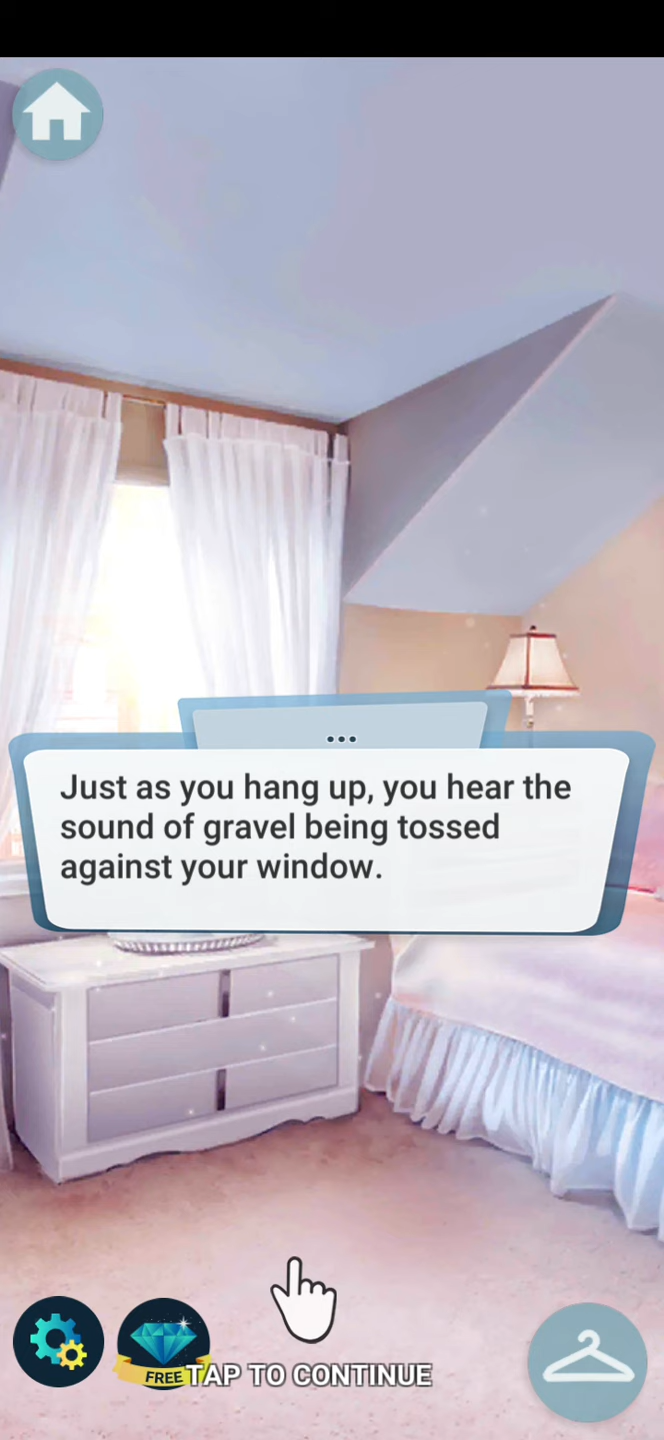 ...
Just as you hang up, you hear the
sound of gravel being tossed
against your window.
FREE
TAP TO CONTINUE